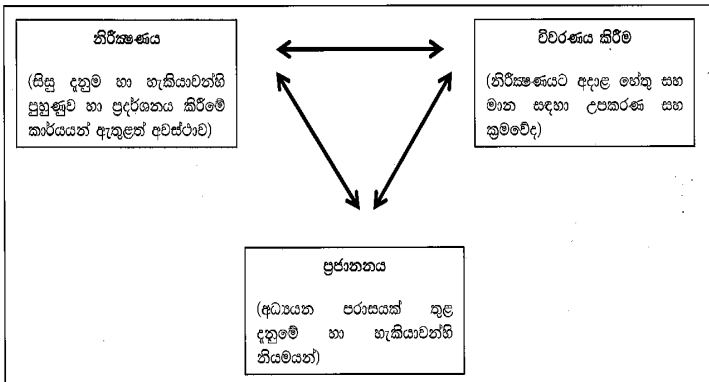 නිරීක්ෂණය
(සිසු දැනුම හා හැකියාවන්හි
පුහුණුව හා ප්‍රදර්ශනය කිරීමේ
කාර්යයන් ඇතුළත් අවස්ථාව)
විවරණය කිරීම
(නිරීක්ෂණයට අදාළ හේතු සහ
මාන සඳහා උපකරණ සහ
ක්‍රමවේද)
ප්‍රජානනය
(අධ්‍යයන පරාසයක් තුළ
දැනුමේ හා හැකියාවන්හි
නියමයන්)